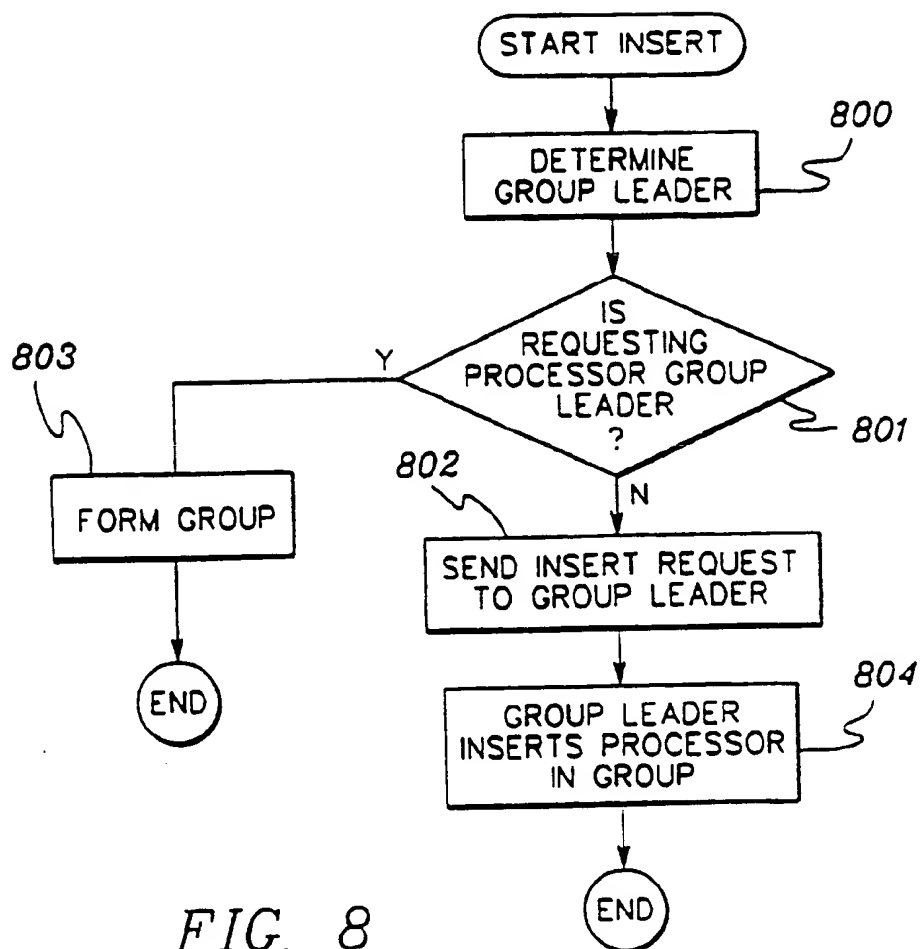 START INSERT
800
DETERMINE
GROUP LEADER
IS
REQUESTING
PROCESSOR GROUP
LEADER
?
801
Y
803
FORM GROUP
END
N
802
SEND INSERT REQUEST
TO GROUP LEADER
804
GROUP LEADER
INSERTS PROCESSOR
IN GROUP
END
FIG. 8